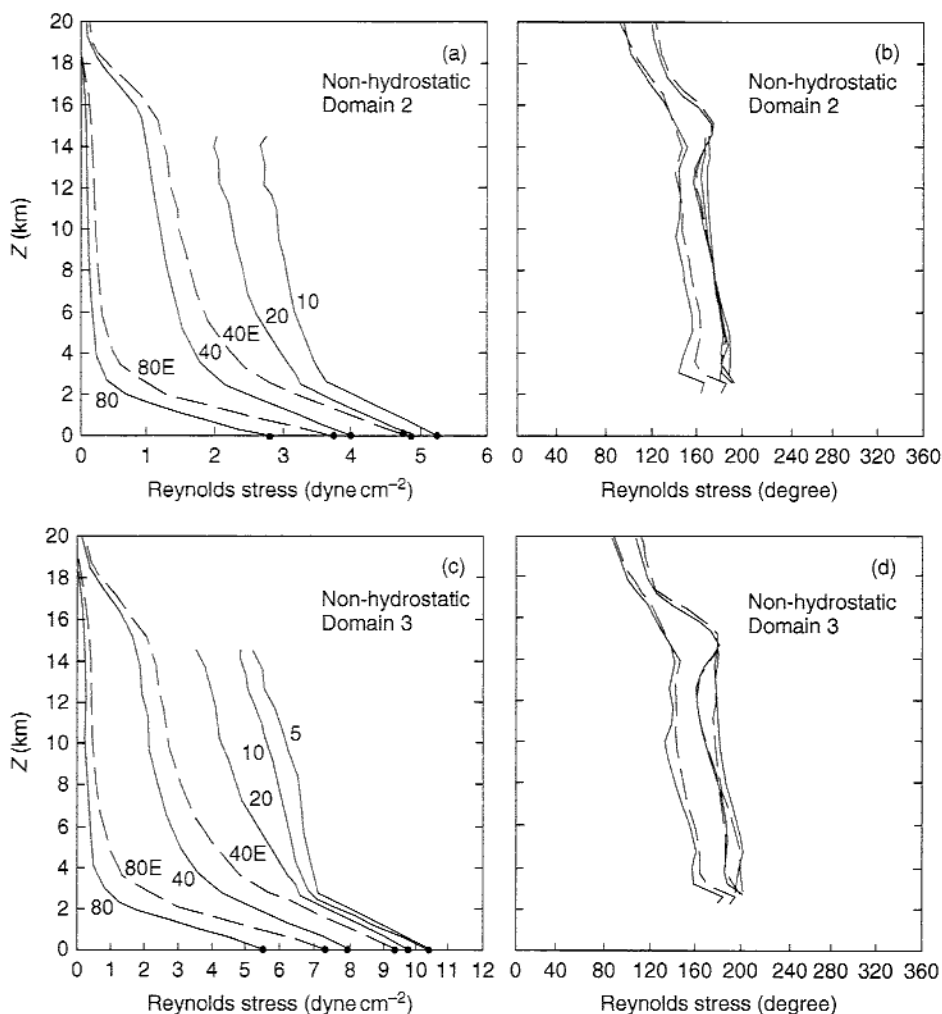 20
18
16
14
12
10
8
6
4
2
0
Z (km)
(a)
Non-hydrostatic
Domain 2
10
20
40E
40
80E
80
0 1 2 3 4 5 6
Reynolds stress (dyne cm−2)
(b)
Non-hydrostatic
Domain 2
0 40 80 120 160 200 240 280 320 360
Reynolds stress (degree)
20
18
16
14
12
10
8
6
4
2
0
Z (km)
(c)
Non-hydrostatic
Domain 3
5
10
20
40E
40
80E
80
0 1 2 3 4 5 6 7 8 9 10 11 12
Reynolds stress (dyne cm−2)
(d)
Non-hydrostatic
Domain 3
0 40 80 120 160 200 240 280 320 360
Reynolds stress (degree)